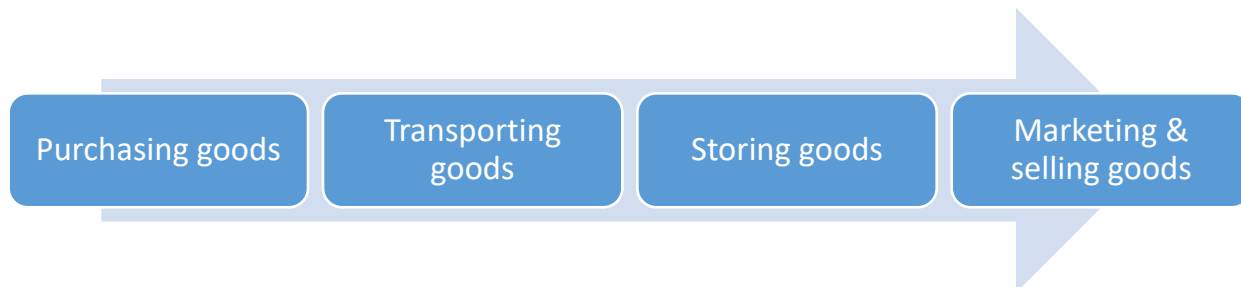 Purchasing goods
Transporting
goods
Storing goods
Marketing &
selling goods